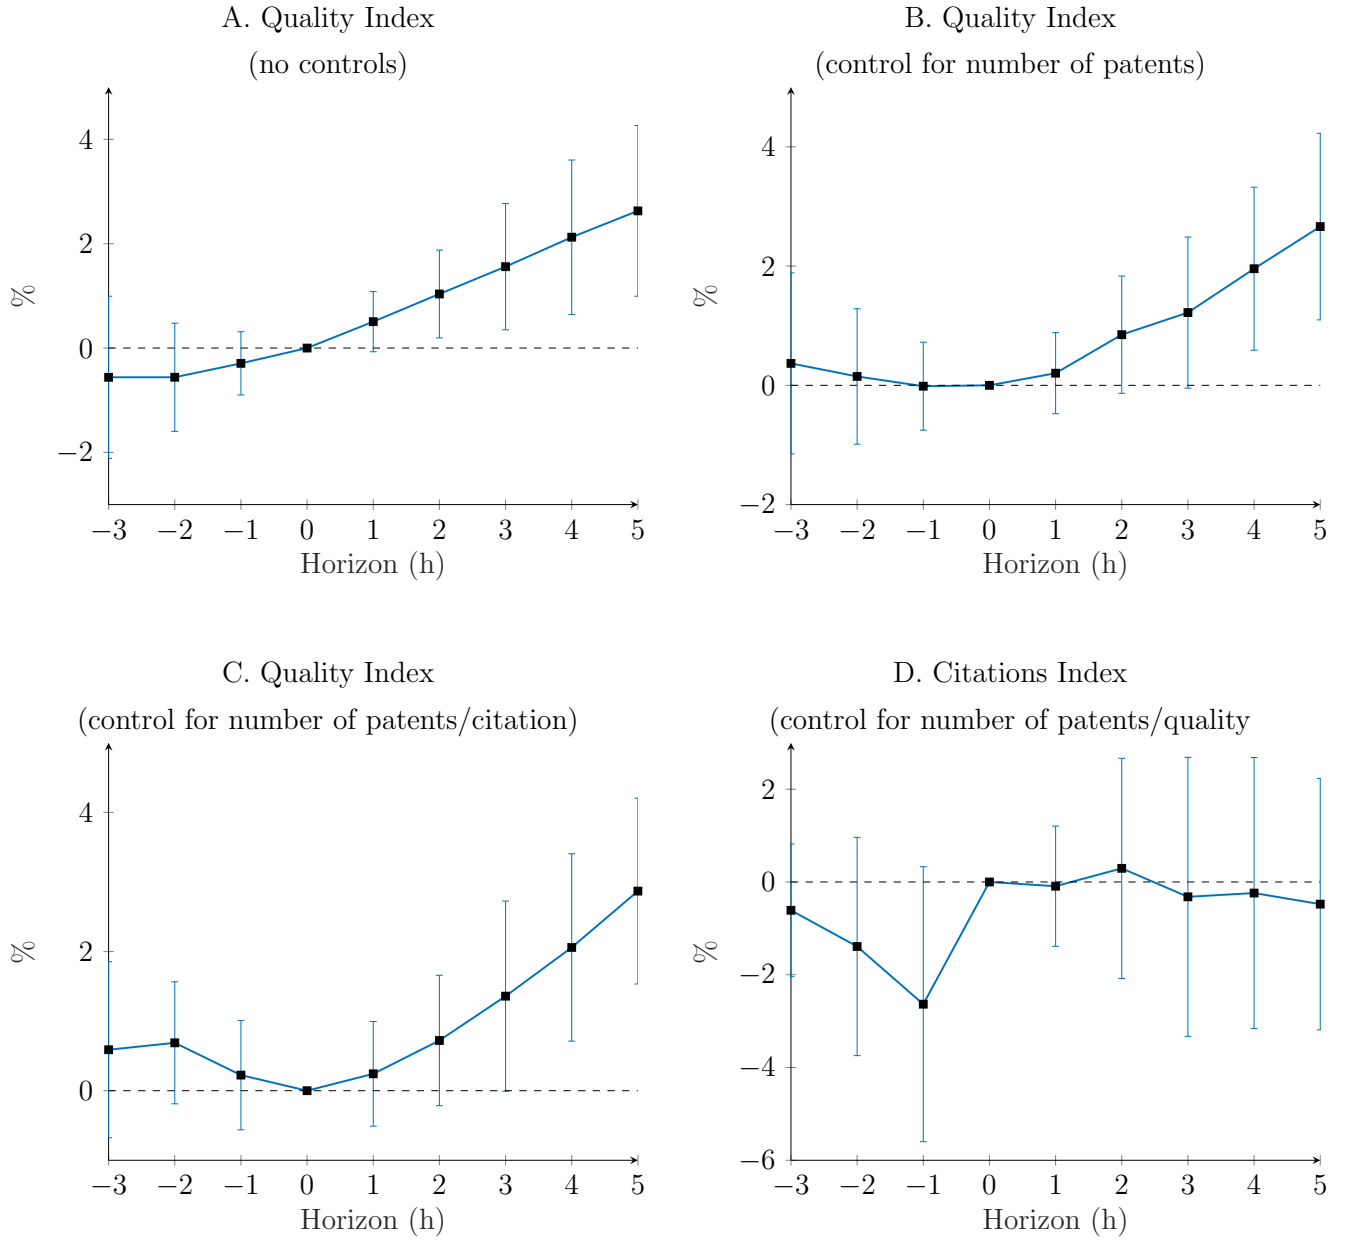 A. Quality Index
(no controls)
4
2
0
−2
%
−3 −2 −1 0 1 2 3 4 5
Horizon (h)
B. Quality Index
(control for number of patents)
4
2
0
−2
%
−3 −2 −1 0 1 2 3 4 5
Horizon (h)
C. Quality Index
(control for number of patents/citation)
4
2
0
%
−3 −2 −1 0 1 2 3 4 5
Horizon (h)
D. Citations Index
(control for number of patents/quality
2
0
−2
−4
−6
%
−3 −2 −1 0 1 2 3 4 5
Horizon (h)